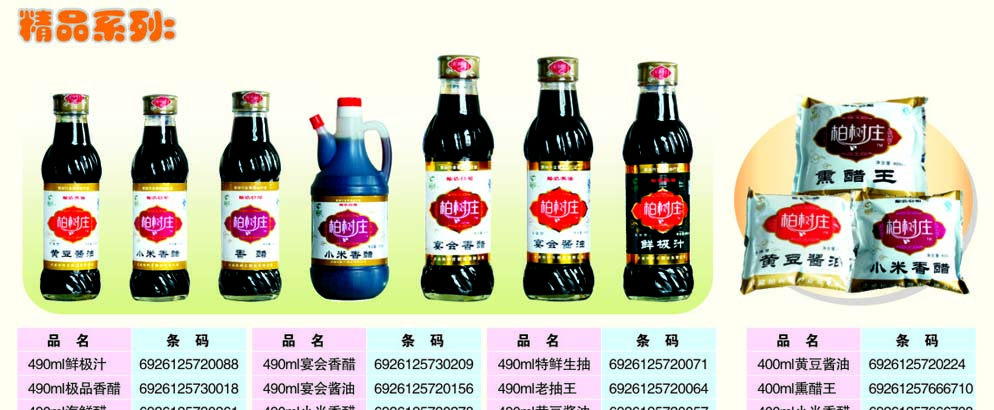 精品系列:
柏树庄
黄豆酱油
柏树庄
小米香醋
柏树庄
香醋
柏树庄
小米香醋
柏树庄
宴会香醋
柏树庄
宴会酱油
柏树庄
鲜极汁
柏树庄
熏醋王
柏树庄
黄豆酱油
柏树庄
小米香醋
品名 条码 品名 条码 品名 条码 品名 条码
490ml鲜极汁 6926125720088 490ml宴会香醋 6926125730209 490ml特鲜生抽 6926125720071 400ml黄豆酱油 6926125720224
490ml极品香醋 6926125730018 490ml宴会酱油 6926125720156 490ml老抽王 6926125720064 400ml熏醋王 69261257666710